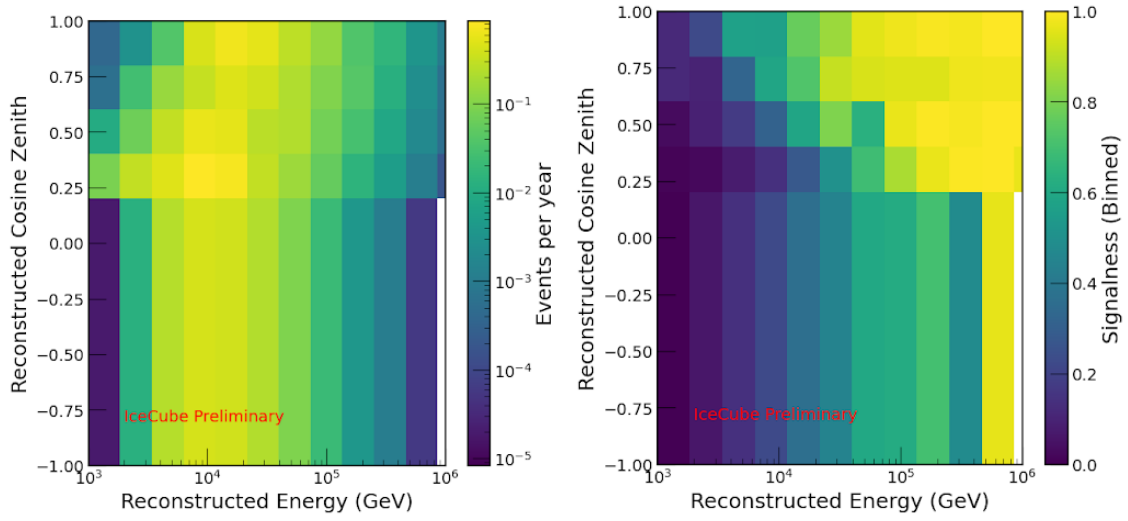 1.00
0.75
0.50
0.25
0.00
−0.25
−0.50
−0.75
−1.00
Reconstructed Cosine Zenith
IceCube Preliminary
10³ 10⁴ 10⁵ 10⁶
Reconstructed Energy (GeV)
10⁻¹
10⁻²
10⁻³
10⁻⁴
10⁻⁵
Events per year
1.00
0.75
0.50
0.25
0.00
−0.25
−0.50
−0.75
−1.00
Reconstructed Cosine Zenith
IceCube Preliminary
10³ 10⁴ 10⁵ 10⁶
Reconstructed Energy (GeV)
1.0
0.8
0.6
0.4
0.2
0.0
Signalness (Binned)